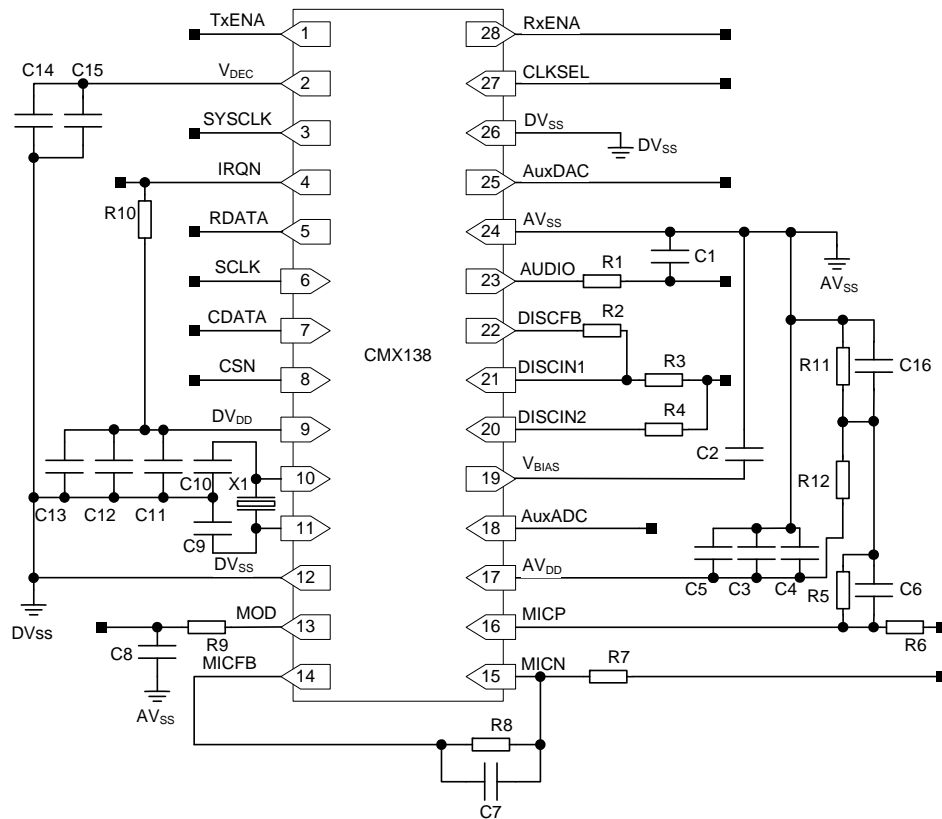 TxENA
1
28
RxENA
C14 C15
VDEC
2
27
CLKSEL
SYSCLK
3
26
DVSS
DVSS
IRQN
4
25
AuxDAC
R10
RDATA
5
24
AVSS
C1
AVSS
SCLK
6
23
AUDIO
R1
CDATA
7
22
DISCFB
R2
CMX138
R11
C16
CSN
8
21
DISCIN1
R3
DVDD
9
20
DISCIN2
R4
C2
C13 C12 C11 C10
X1
10
19
VBIAS
R12
C9
11
18
AuxADC
DVSS
12
17
AVDD
C5 C3 C4
R5
C6
DVSS
MOD
13
16
MICP
R6
C8
R9
MICFB
14
15
MICN
R7
AVSS
R8
C7